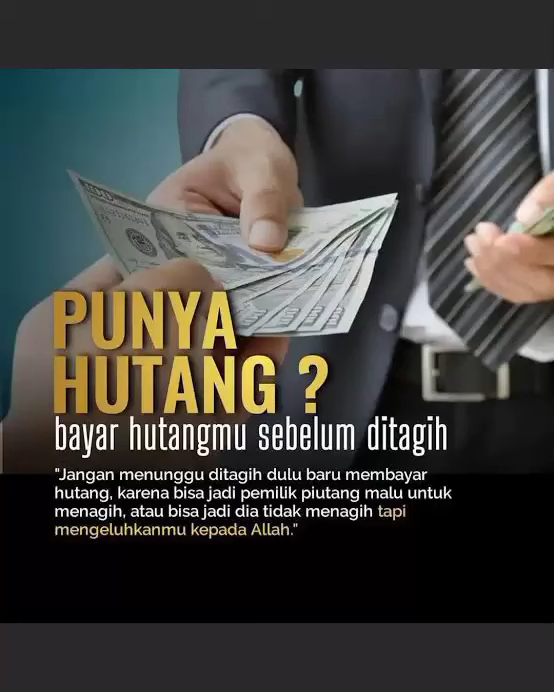 PUNYA
HUTANG ?
bayar hutangmu sebelum ditagih
"Jangan menunggu ditagih dulu baru membayar
hutang, karena bisa jadi pemilik piutang malu untuk
menagih, atau bisa jadi dia tidak menagih tapi
mengeluhkanmu kepada Allah."